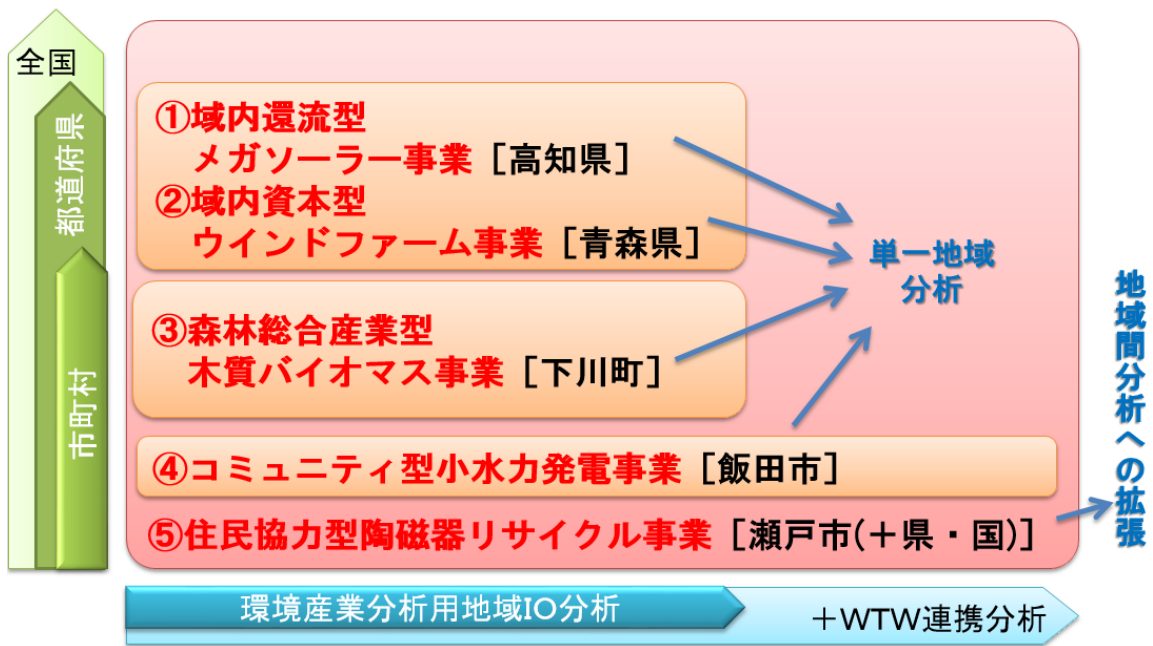 全国
都道府県
市町村
①域内還流型
メガソーラー事業［高知県］
②域内資本型
ウインドファーム事業［青森県］
③森林総合産業型
木質バイオマス事業［下川町］
④コミュニティ型小水力発電事業［飯田市］
⑤住民協力型陶磁器リサイクル事業［瀬戸市(＋県・国)］
単一地域
分析
地域間分析への拡張
環境産業分析用地域IO分析
＋WTW連携分析